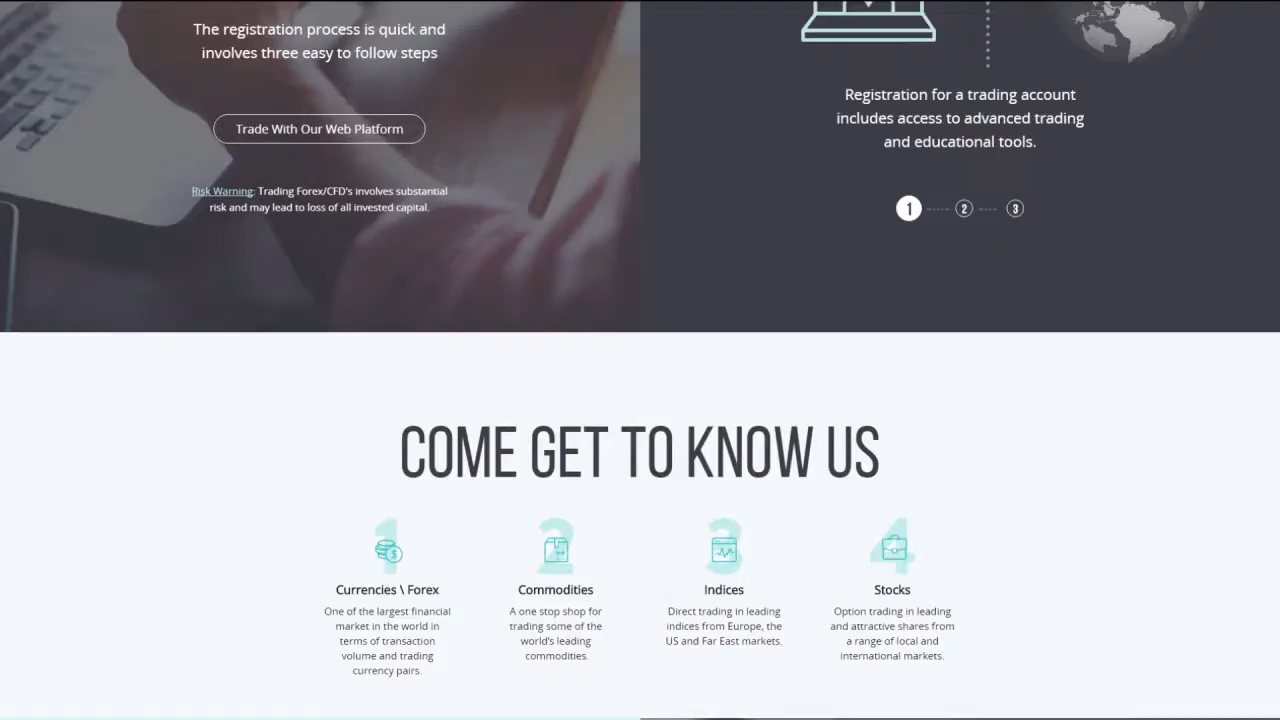 The registration process is quick and
involves three easy to follow steps
Trade With Our Web Platform
Risk Warning: Trading Forex/CFD's involves substantial
risk and may lead to loss of all invested capital.
Registration for a trading account
includes access to advanced trading
and educational tools.
1 2 3
COME GET TO KNOW US
1
Currencies \ Forex
One of the largest financial
market in the world in
terms of transaction
volume and trading
currency pairs.
2
Commodities
A one stop shop for
trading some of the
world's leading
commodities.
3
Indices
Direct trading in leading
indices from Europe, the
US and Far East markets.
4
Stocks
Option trading in leading
and attractive shares from
a range of local and
international markets.